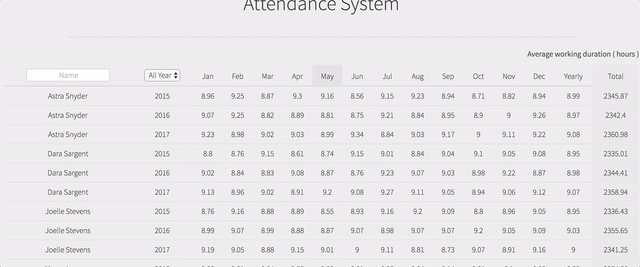 Attendance System
Average working duration ( hours )
Name All Year Jan Feb Mar Apr May Jun Jul Aug Sep Oct Nov Dec Yearly Total
Astra Snyder 2015 8.96 9.25 8.87 9.3 9.16 8.56 9.15 9.23 8.94 8.71 8.82 8.94 8.99 2345.87
Astra Snyder 2016 9.07 9.25 8.82 8.89 8.81 8.75 9.21 8.84 8.95 8.9 9 9.26 8.97 2342.4
Astra Snyder 2017 9.23 8.98 9.02 9.03 8.99 9.34 8.84 9.03 9.17 9 9.11 9.22 9.08 2360.98
Dara Sargent 2015 8.8 8.76 9.15 8.61 8.74 9.15 9.01 8.84 9.04 9.1 9.05 9.08 8.95 2335.01
Dara Sargent 2016 9.02 8.84 8.83 9.08 8.87 8.76 9.23 9.07 9.03 8.98 9.22 8.87 8.98 2344.41
Dara Sargent 2017 9.13 8.96 9.02 8.91 9.2 9.08 9.27 9.11 9.05 8.94 9.06 9.12 9.07 2358.94
Joelle Stevens 2015 8.76 9.16 8.88 8.89 8.55 8.93 9.16 9.2 9.09 8.8 8.96 9.05 8.95 2336.43
Joelle Stevens 2016 8.99 9.07 8.99 8.88 8.87 9.07 8.98 9.07 9.07 9.2 9.05 9.09 9.03 2355.65
Joelle Stevens 2017 9.19 9.05 8.88 9.15 9.01 9 9.11 8.81 8.73 9.07 8.91 9.16 9 2341.25